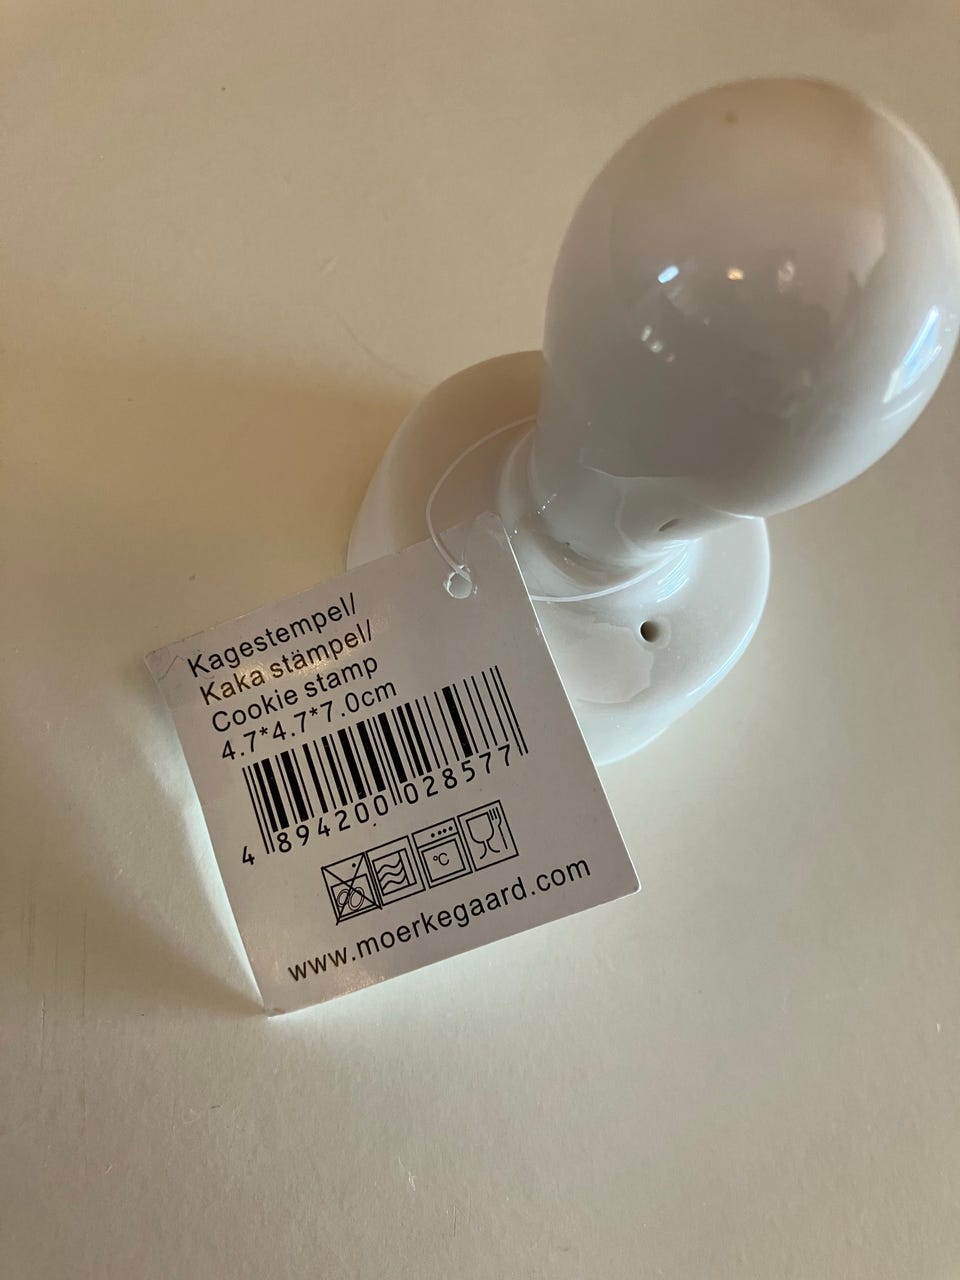 Kagestempel/
Kaka stämpel/
Cookie stamp
4.7*4.7*7.0cm
4 894200 028577
°C
www.moerkegaard.com